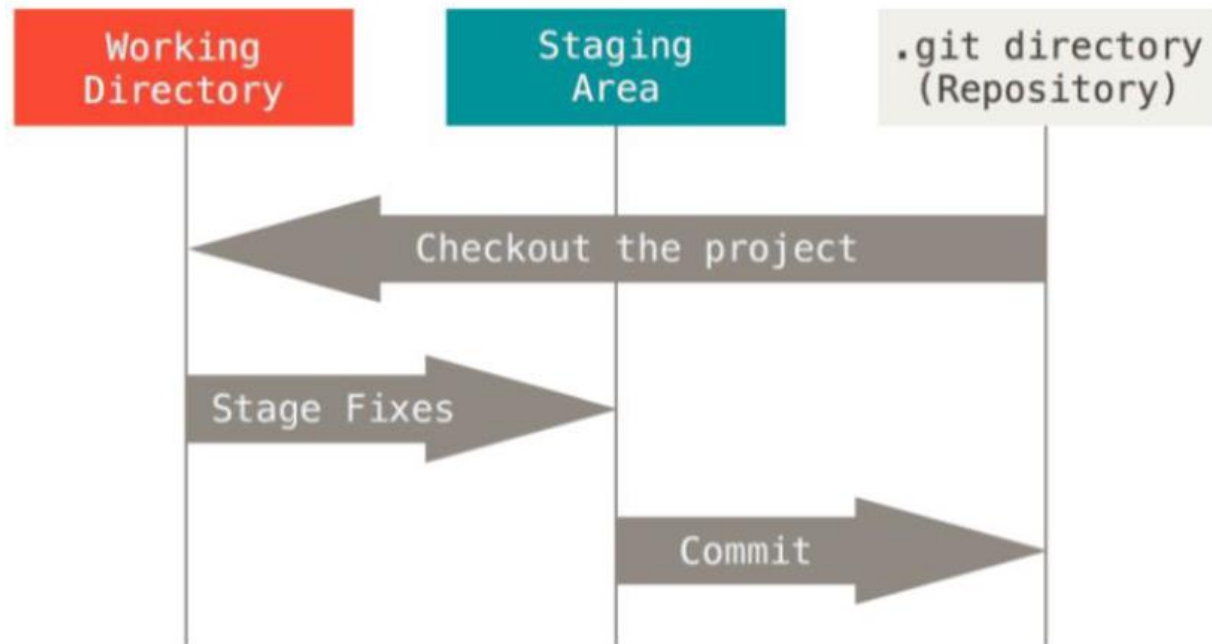 Working
Directory
Staging
Area
.git directory
(Repository)
Checkout the project
Stage Fixes
Commit